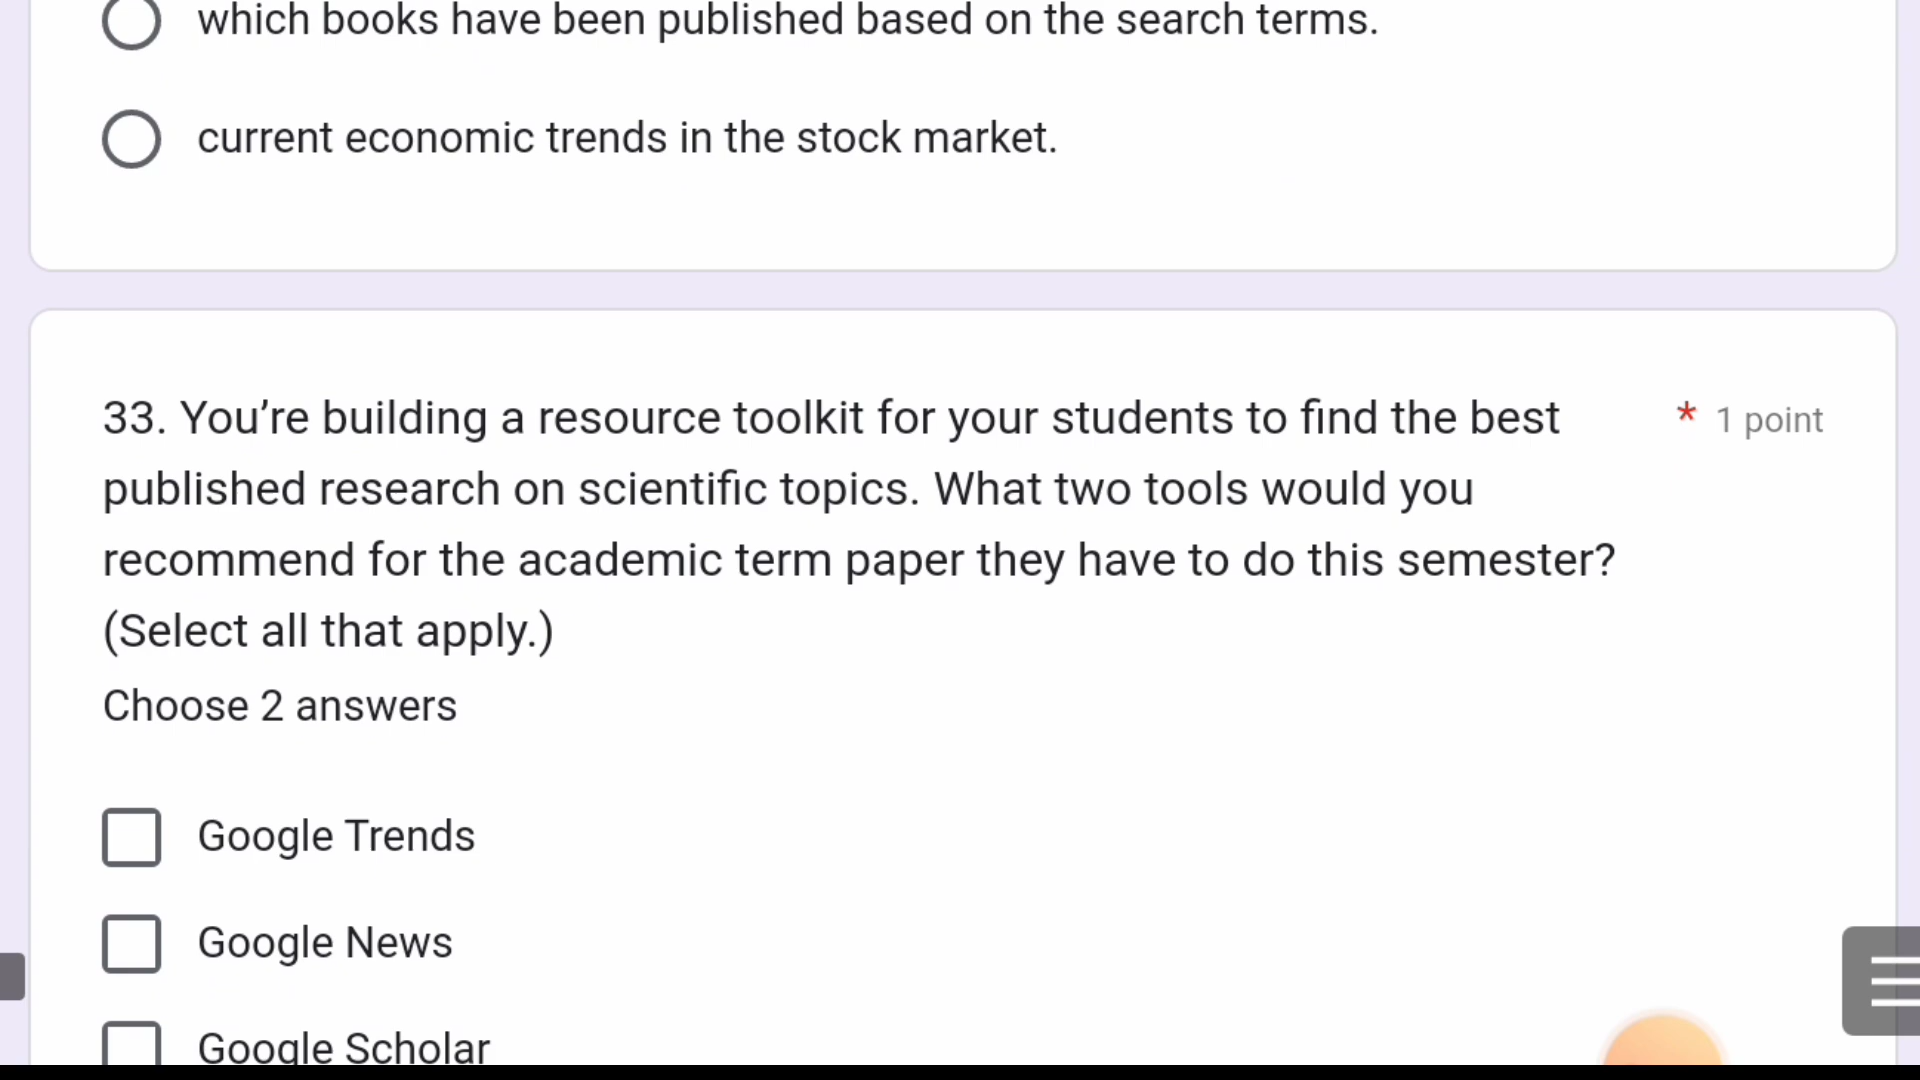 which books have been published based on the search terms.
current economic trends in the stock market.
33. You’re building a resource toolkit for your students to find the best
* 1 point
published research on scientific topics. What two tools would you
recommend for the academic term paper they have to do this semester?
(Select all that apply.)
Choose 2 answers
Google Trends
Google News
Google Scholar